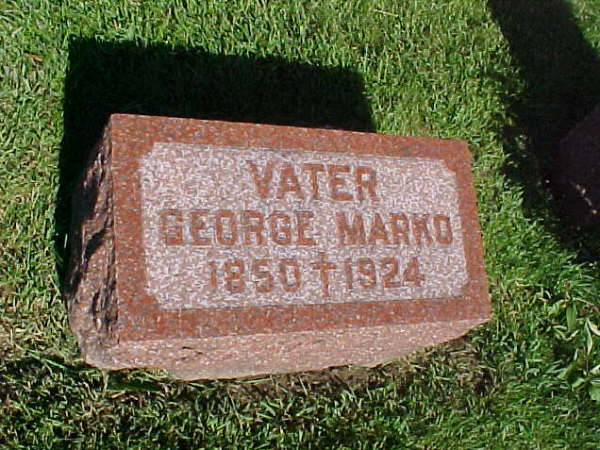 VATER
GEORGE MARKO
1850 ✝ 1924